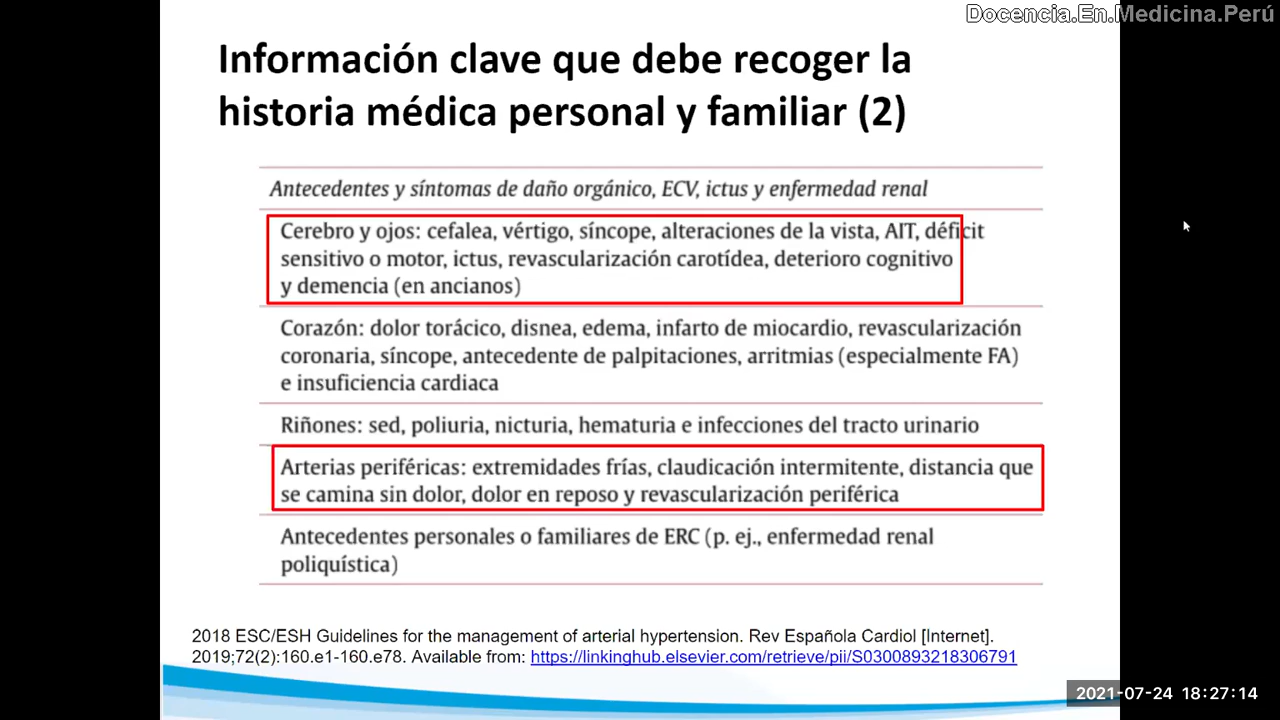 Docencia.En.Medicina.Perú
Información clave que debe recoger la
historia médica personal y familiar (2)
Antecedentes y síntomas de daño orgánico, ECV, ictus y enfermedad renal
Cerebro y ojos: cefalea, vértigo, síncope, alteraciones de la vista, AIT, déficit
sensitivo o motor, ictus, revascularización carotídea, deterioro cognitivo
y demencia (en ancianos)
Corazón: dolor torácico, disnea, edema, infarto de miocardio, revascularización
coronaria, síncope, antecedente de palpitaciones, arritmias (especialmente FA)
e insuficiencia cardiaca
Riñones: sed, poliuria, nicturia, hematuria e infecciones del tracto urinario
Arterias periféricas: extremidades frías, claudicación intermitente, distancia que
se camina sin dolor, dolor en reposo y revascularización periférica
Antecedentes personales o familiares de ERC (p. ej., enfermedad renal
poliquística)
2018 ESC/ESH Guidelines for the management of arterial hypertension. Rev Española Cardiol [Internet].
2019;72(2):160.e1-160.e78. Available from: https://linkinghub.elsevier.com/retrieve/pii/S0300893218306791
2021-07-24 18:27:14